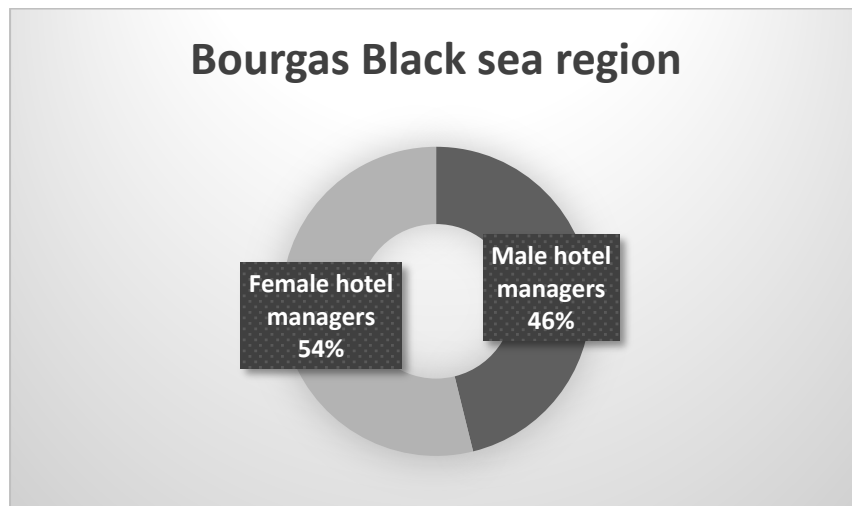 Bourgas Black sea region
Female hotel
managers
54%
Male hotel
managers
46%